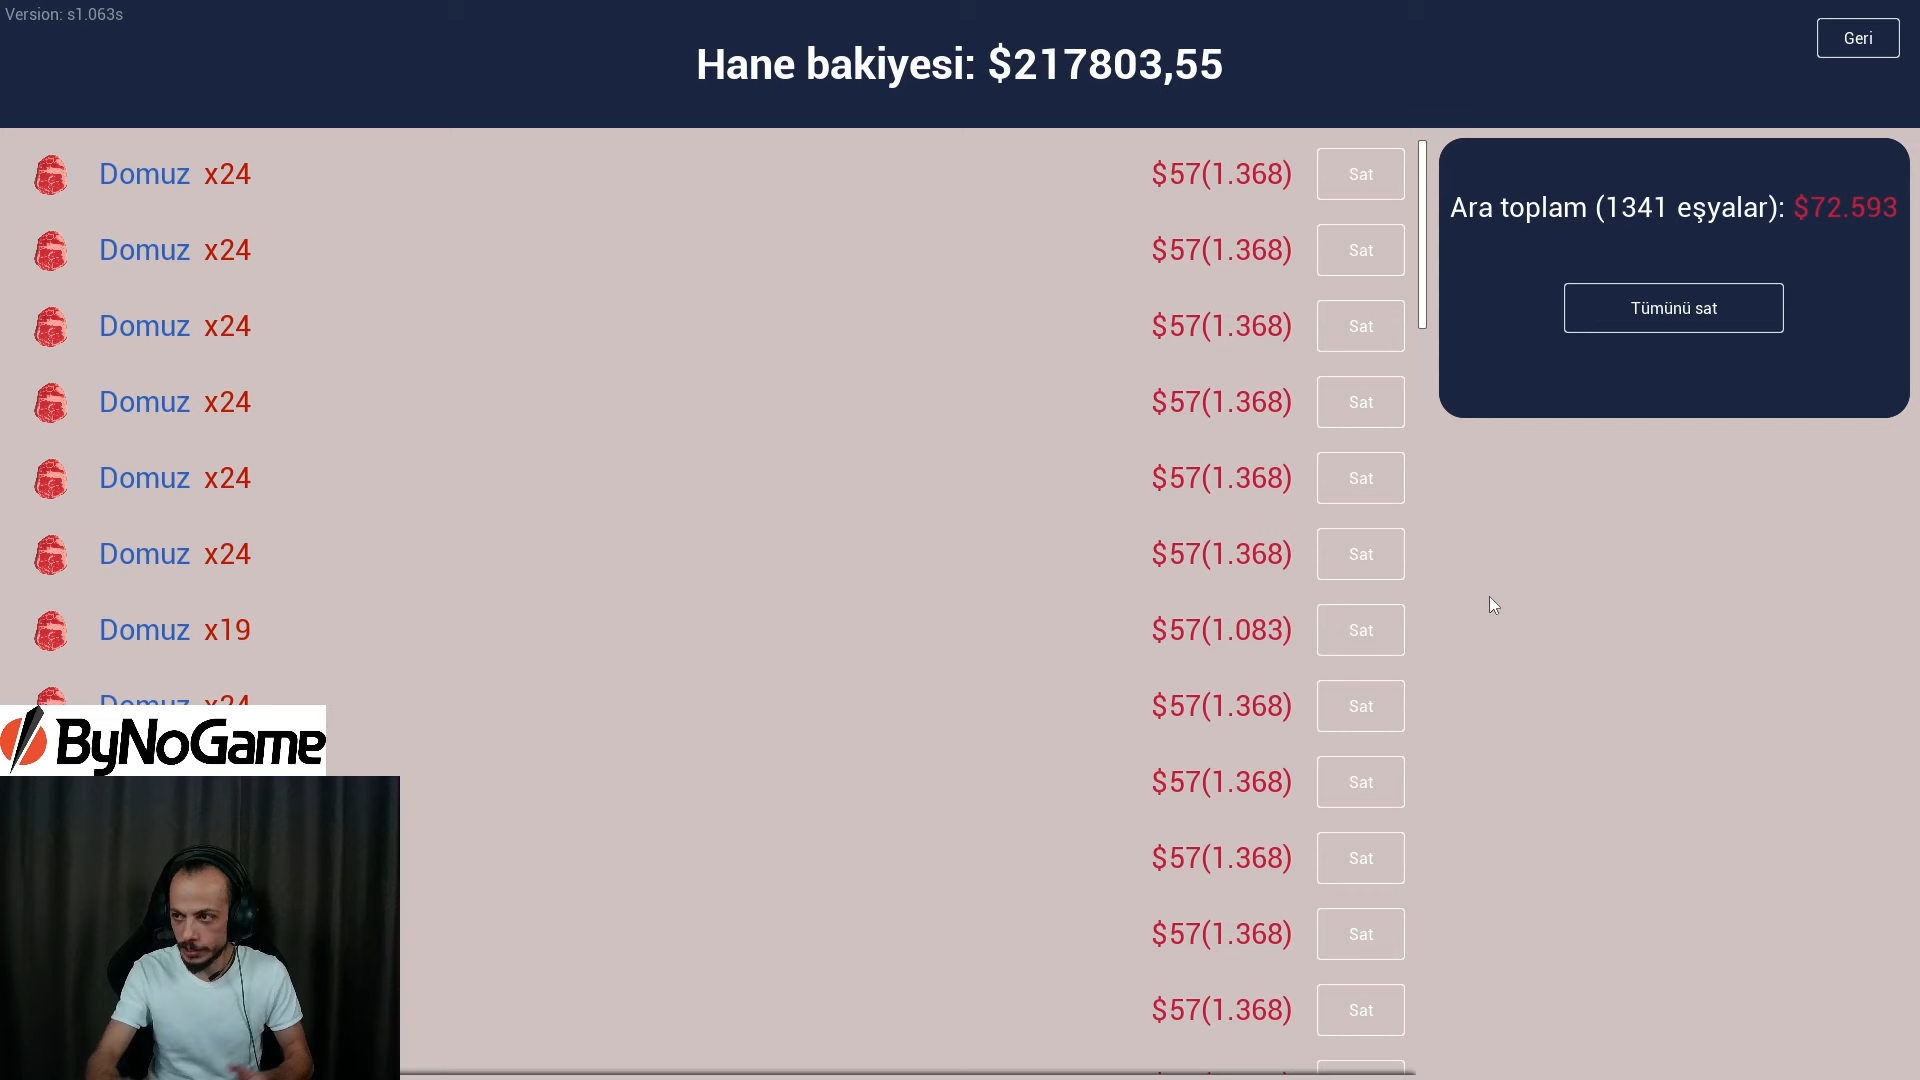 Version: s1.063s
Hane bakiyesi: $217803,55
Geri
Domuz x24 $57(1.368) Sat
Domuz x24 $57(1.368) Sat
Domuz x24 $57(1.368) Sat
Domuz x24 $57(1.368) Sat
Domuz x24 $57(1.368) Sat
Domuz x24 $57(1.368) Sat
Domuz x19 $57(1.083) Sat
Domuz x24 $57(1.368) Sat
$57(1.368) Sat
$57(1.368) Sat
$57(1.368) Sat
$57(1.368) Sat
Ara toplam (1341 eşyalar): $72.593
Tümünü sat
ByNoGame